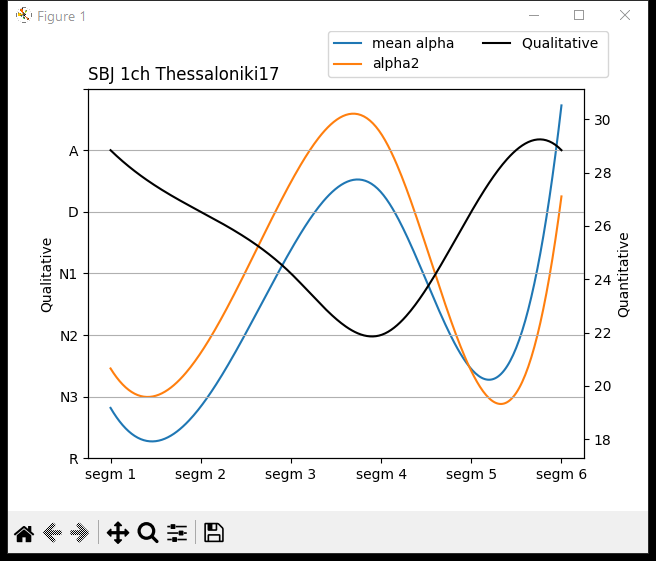 Figure 1
mean alpha
alpha2
Qualitative
SBJ 1ch Thessaloniki17
A
D
N1
N2
N3
R
Qualitative
30
28
26
24
22
20
18
Quantitative
segm 1 segm 2 segm 3 segm 4 segm 5 segm 6